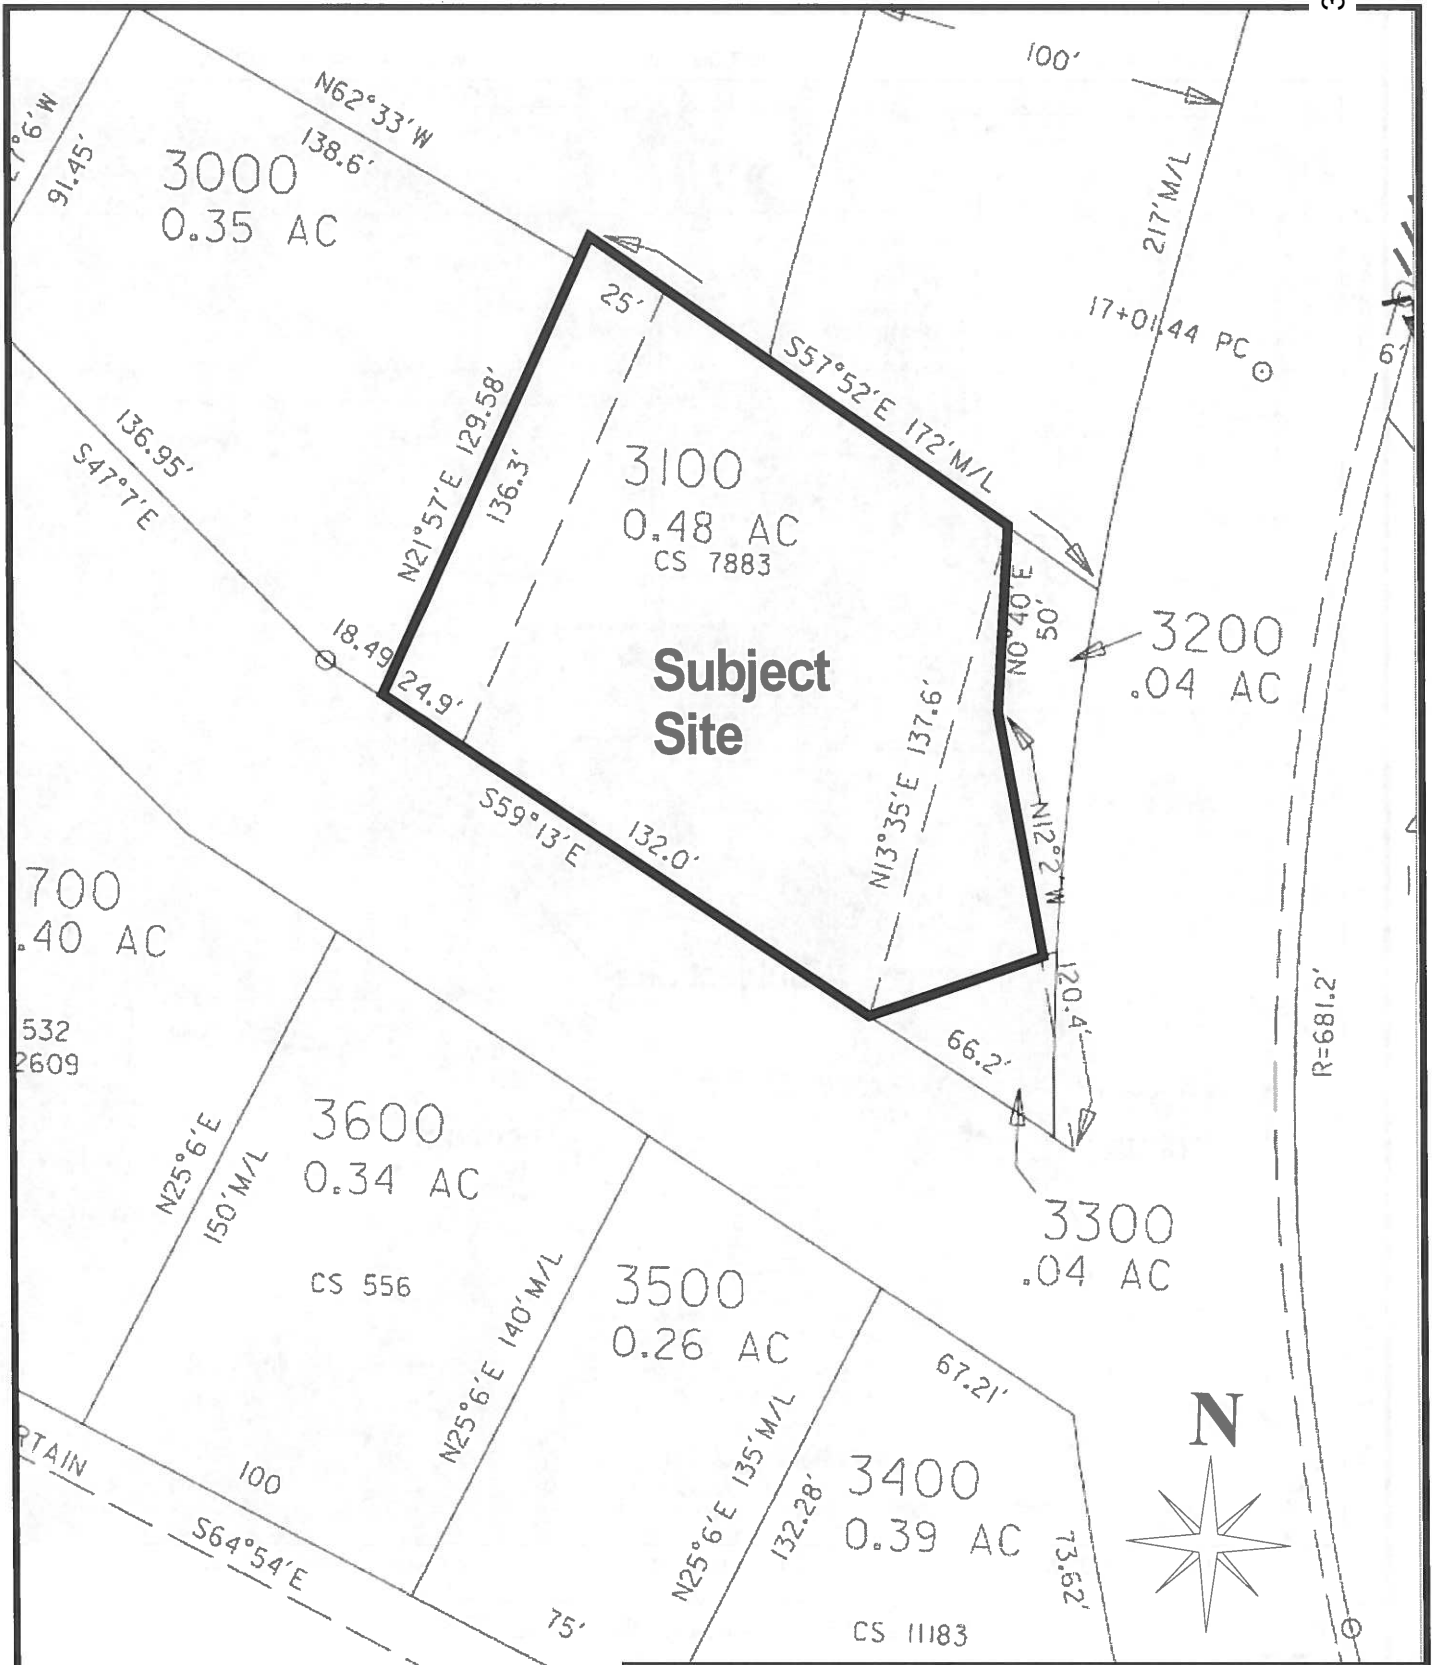 100'
N62°33'W
138.6'
91.45'
3000
0.35 AC
217'M/L
17+01.44 PC
6'
25'
S57°52'E 172'M/L
136.95'
S47°7'E
N21°57'E 129.58'
136.3'
3100
0.48 AC
CS 7883
N0°40'E
50'
3200
.04 AC
18.49
24.9'
Subject
Site
N13°35'E 137.6'
N12°2'W
S59°13'E
132.0'
700
.40 AC
532
2609
120.4'
66.2'
R=681.2'
3600
0.34 AC
N25°6'E
150'M/L
CS 556
3300
.04 AC
3500
0.26 AC
N25°6'E 140'M/L
67.21'
N
RTAIN
100
S64°54'E
N25°6'E 135'M/L
132.28'
3400
0.39 AC
73.62'
75'
CS 11183